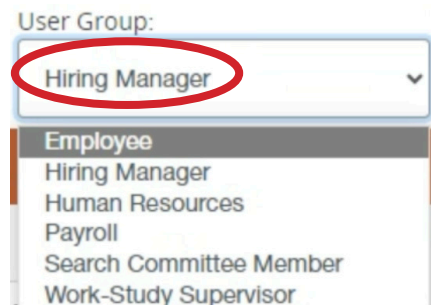 User Group:
Hiring Manager
Employee
Hiring Manager
Human Resources
Payroll
Search Committee Member
Work-Study Supervisor